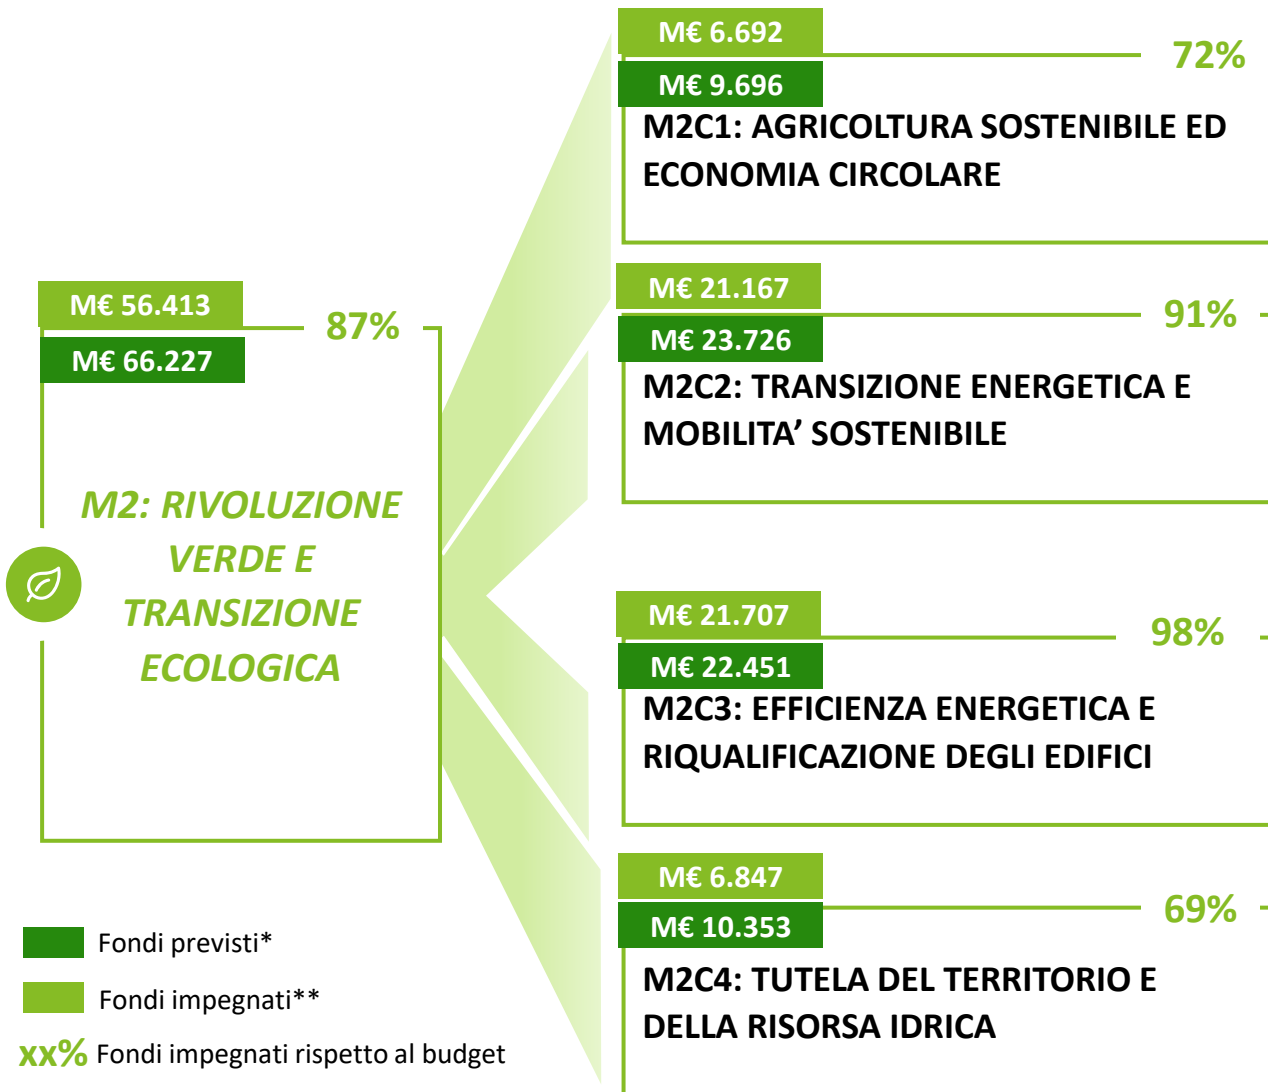 M€ 56.413
87%
M€ 66.227
M2: RIVOLUZIONE
VERDE E
TRANSIZIONE
ECOLOGICA
M€ 6.692
72%
M€ 9.696
M2C1: AGRICOLTURA SOSTENIBILE ED
ECONOMIA CIRCOLARE
M€ 21.167
91%
M€ 23.726
M2C2: TRANSIZIONE ENERGETICA E
MOBILITA’ SOSTENIBILE
M€ 21.707
98%
M€ 22.451
M2C3: EFFICIENZA ENERGETICA E
RIQUALIFICAZIONE DEGLI EDIFICI
M€ 6.847
69%
M€ 10.353
M2C4: TUTELA DEL TERRITORIO E
DELLA RISORSA IDRICA
Fondi previsti*
Fondi impegnati**
xx% Fondi impegnati rispetto al budget